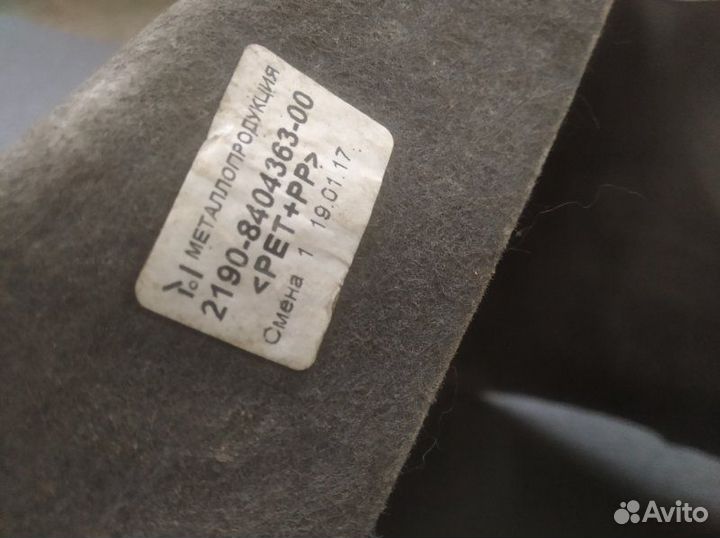 МЕТАЛЛОПРОДУКЦИЯ
2190-8404363-00
<PET+PP>
Смена 1 19.01.17
Avito